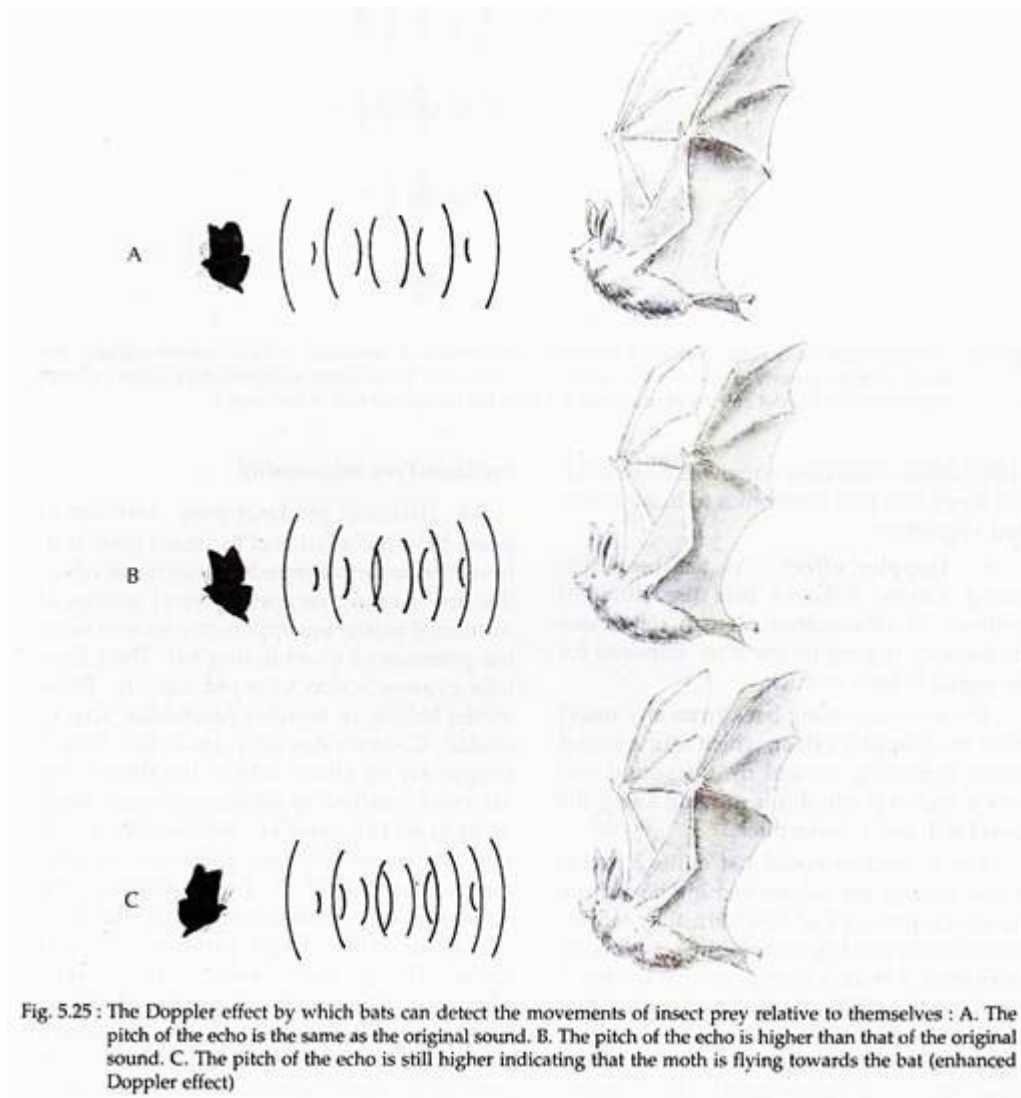 A
B
C
Fig. 5.25 : The Doppler effect by which bats can detect the movements of insect prey relative to themselves : A. The
pitch of the echo is the same as the original sound. B. The pitch of the echo is higher than that of the original
sound. C. The pitch of the echo is still higher indicating that the moth is flying towards the bat (enhanced
Doppler effect)